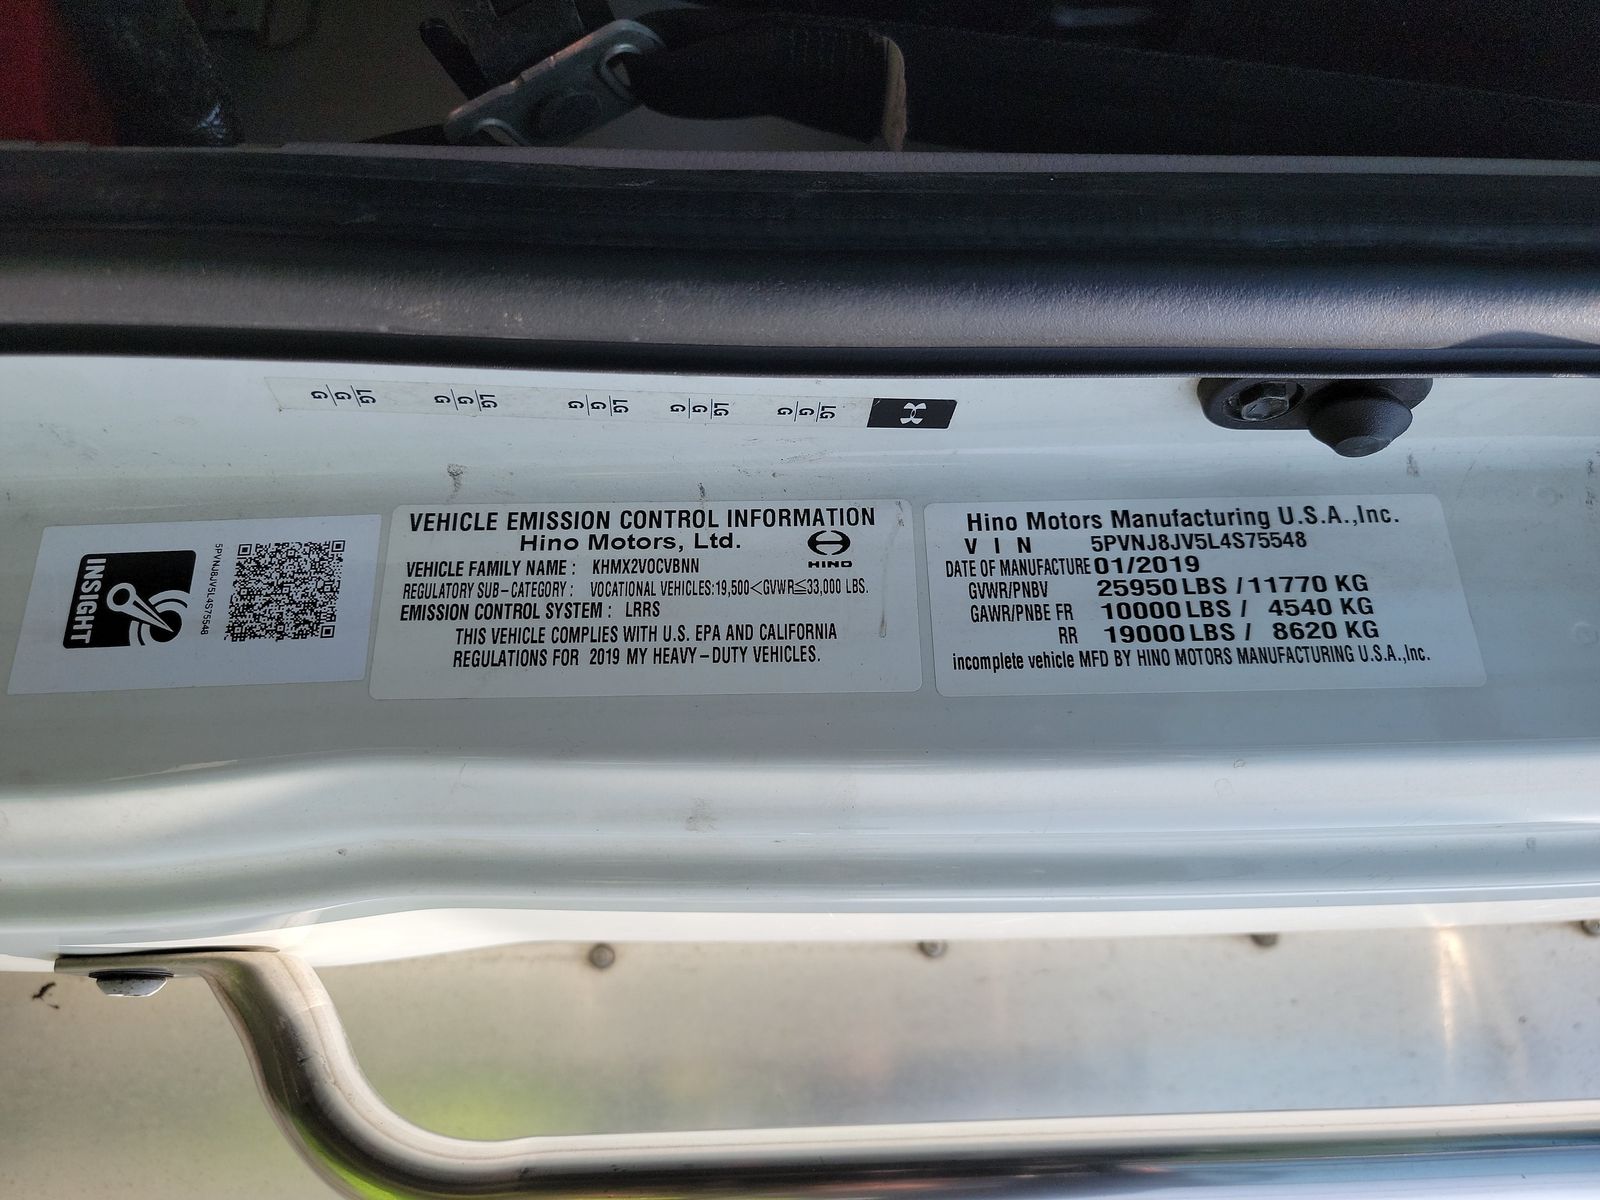 LG G G LG G G LG G G LG G G LG G G
INSIGHT
5PVNJ8JV5L4S75548
VEHICLE EMISSION CONTROL INFORMATION
Hino Motors, Ltd.
HINO
VEHICLE FAMILY NAME : KHMX2VOCVBNN
REGULATORY SUB-CATEGORY : VOCATIONAL VEHICLES:19,500<GVWR≦33,000 LBS.
EMISSION CONTROL SYSTEM : LRRS
THIS VEHICLE COMPLIES WITH U.S. EPA AND CALIFORNIA
REGULATIONS FOR 2019 MY HEAVY-DUTY VEHICLES.
Hino Motors Manufacturing U.S.A.,Inc.
V I N 5PVNJ8JV5L4S75548
DATE OF MANUFACTURE 01/2019
GVWR/PNBV 25950 LBS / 11770 KG
GAWR/PNBE FR 10000 LBS / 4540 KG
RR 19000 LBS / 8620 KG
incomplete vehicle MFD BY HINO MOTORS MANUFACTURING U.S.A.,Inc.